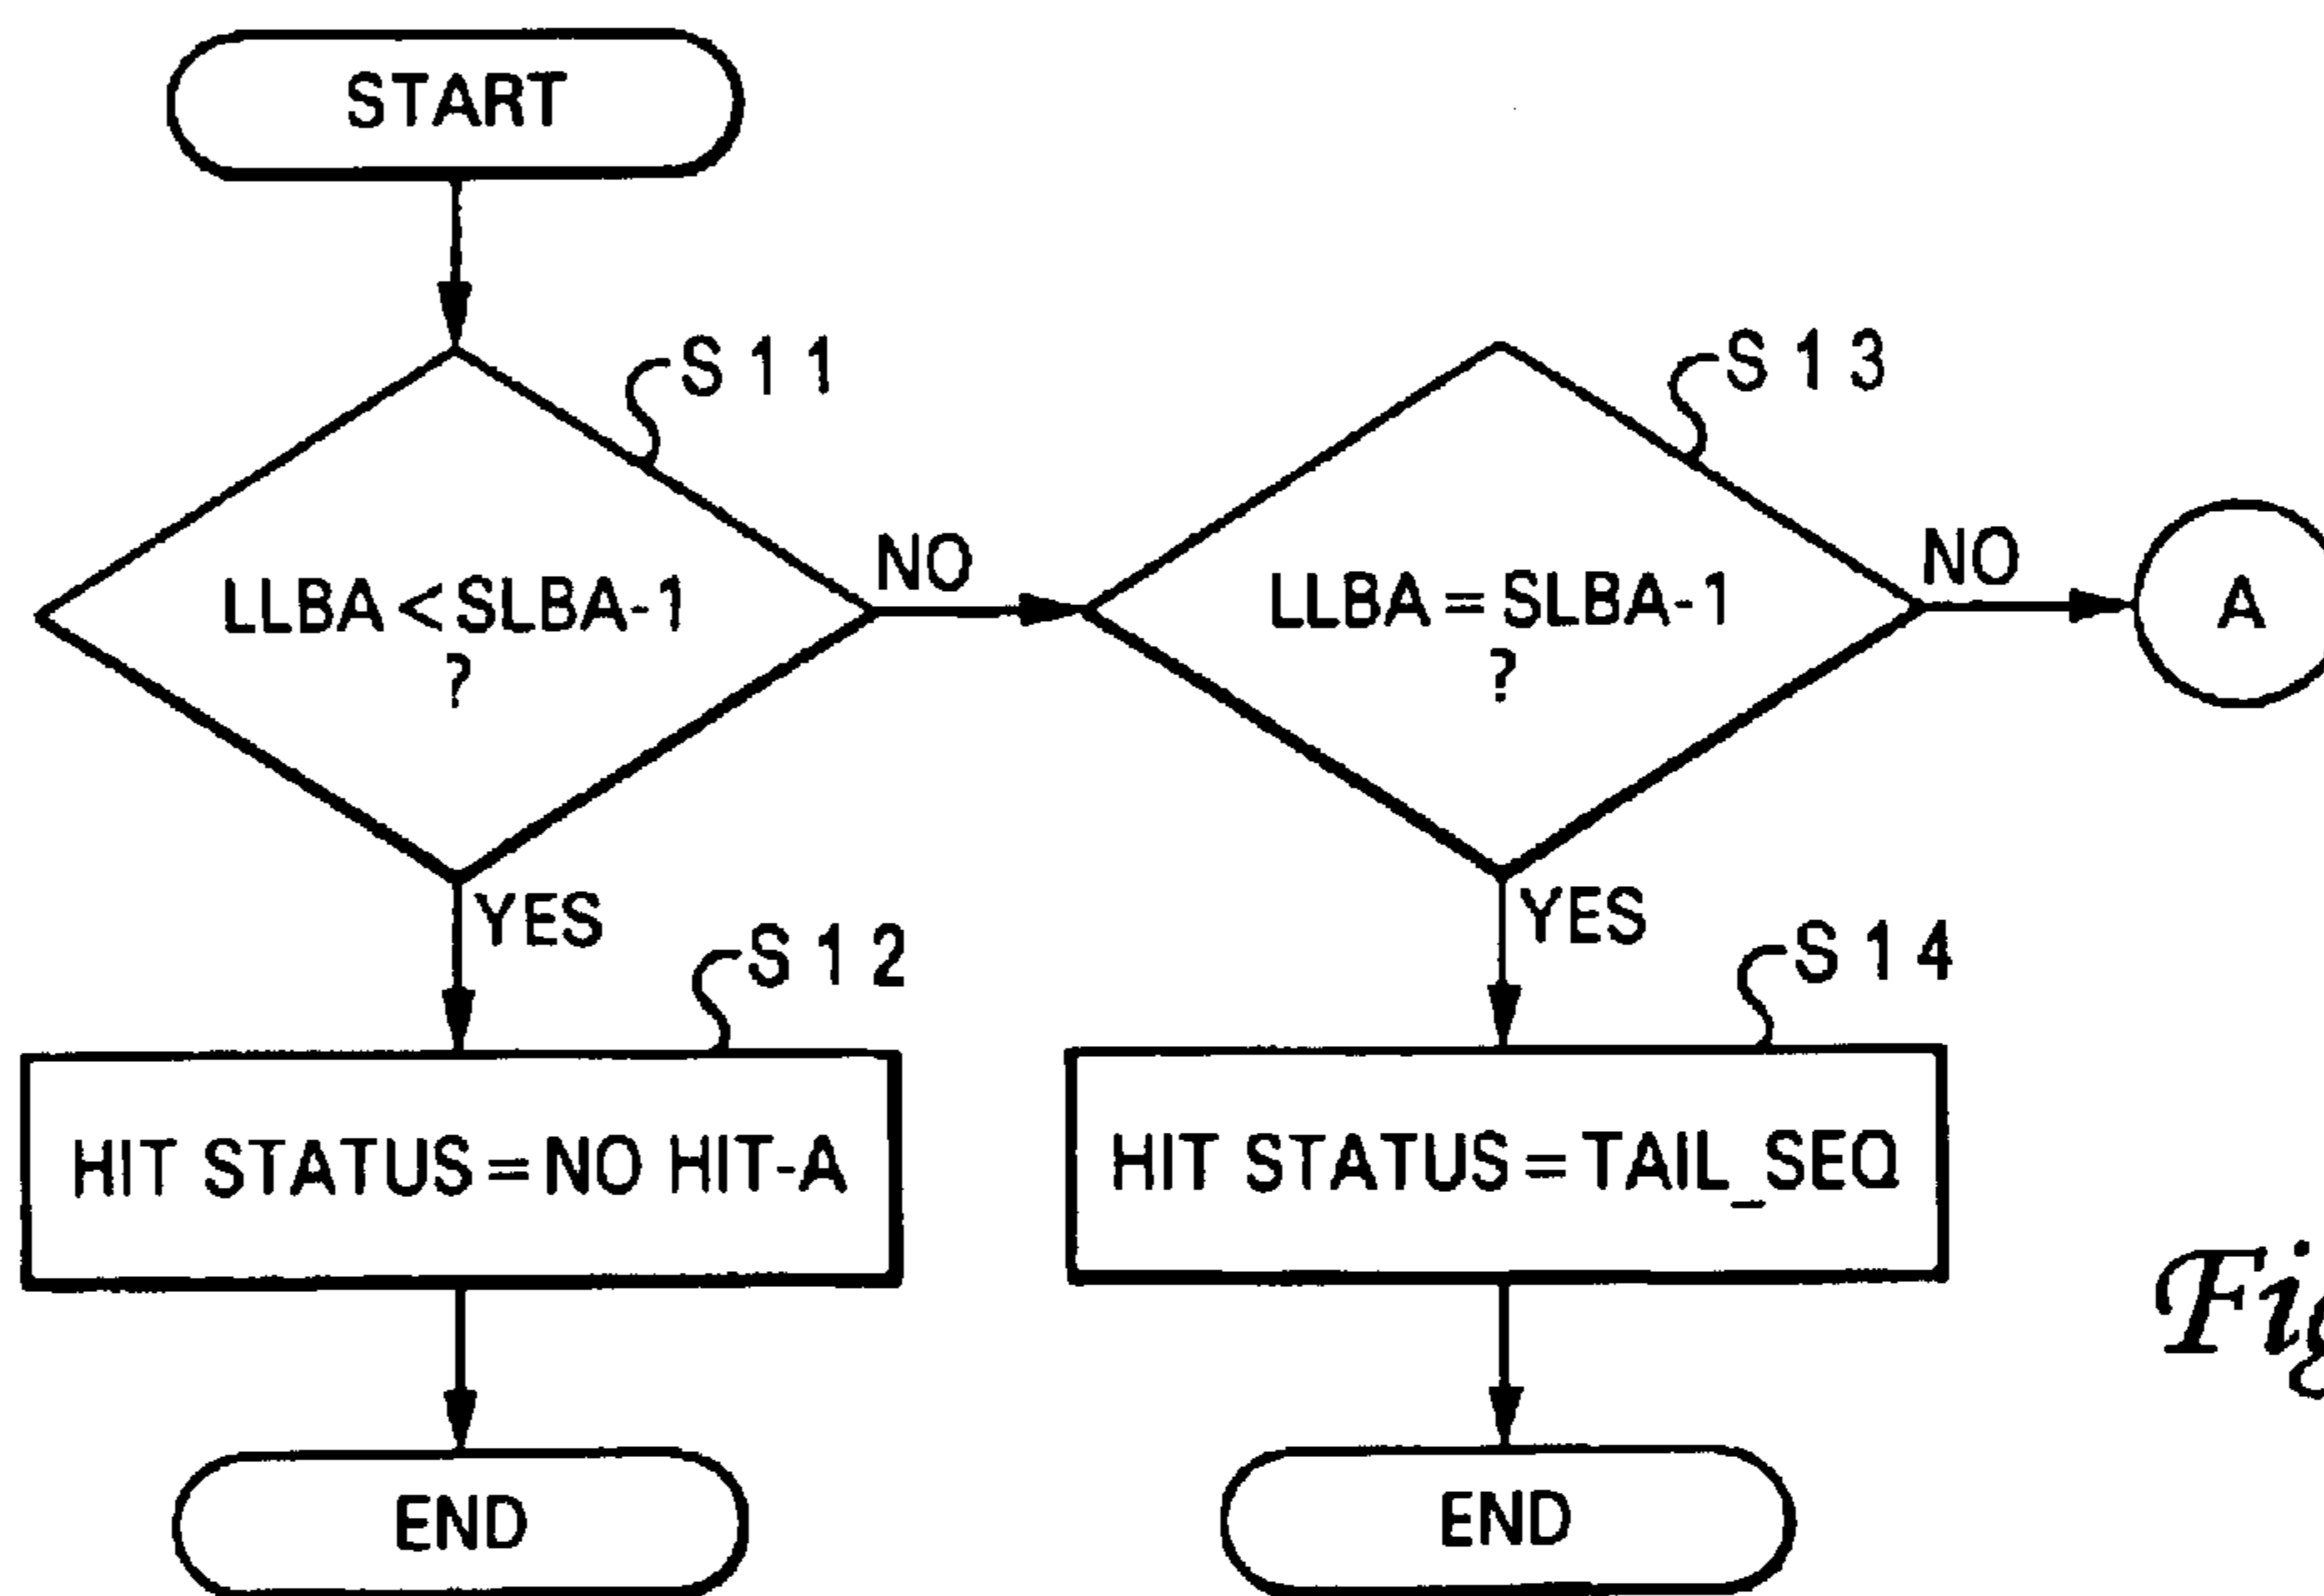 START
S11
LLBA < SLBA-1
?
NO
YES
S13
LLBA = SLBA-1
?
NO
A
YES
S12
HIT STATUS = NO HIT-A
S14
HIT STATUS = TAIL_SEQ
END
END